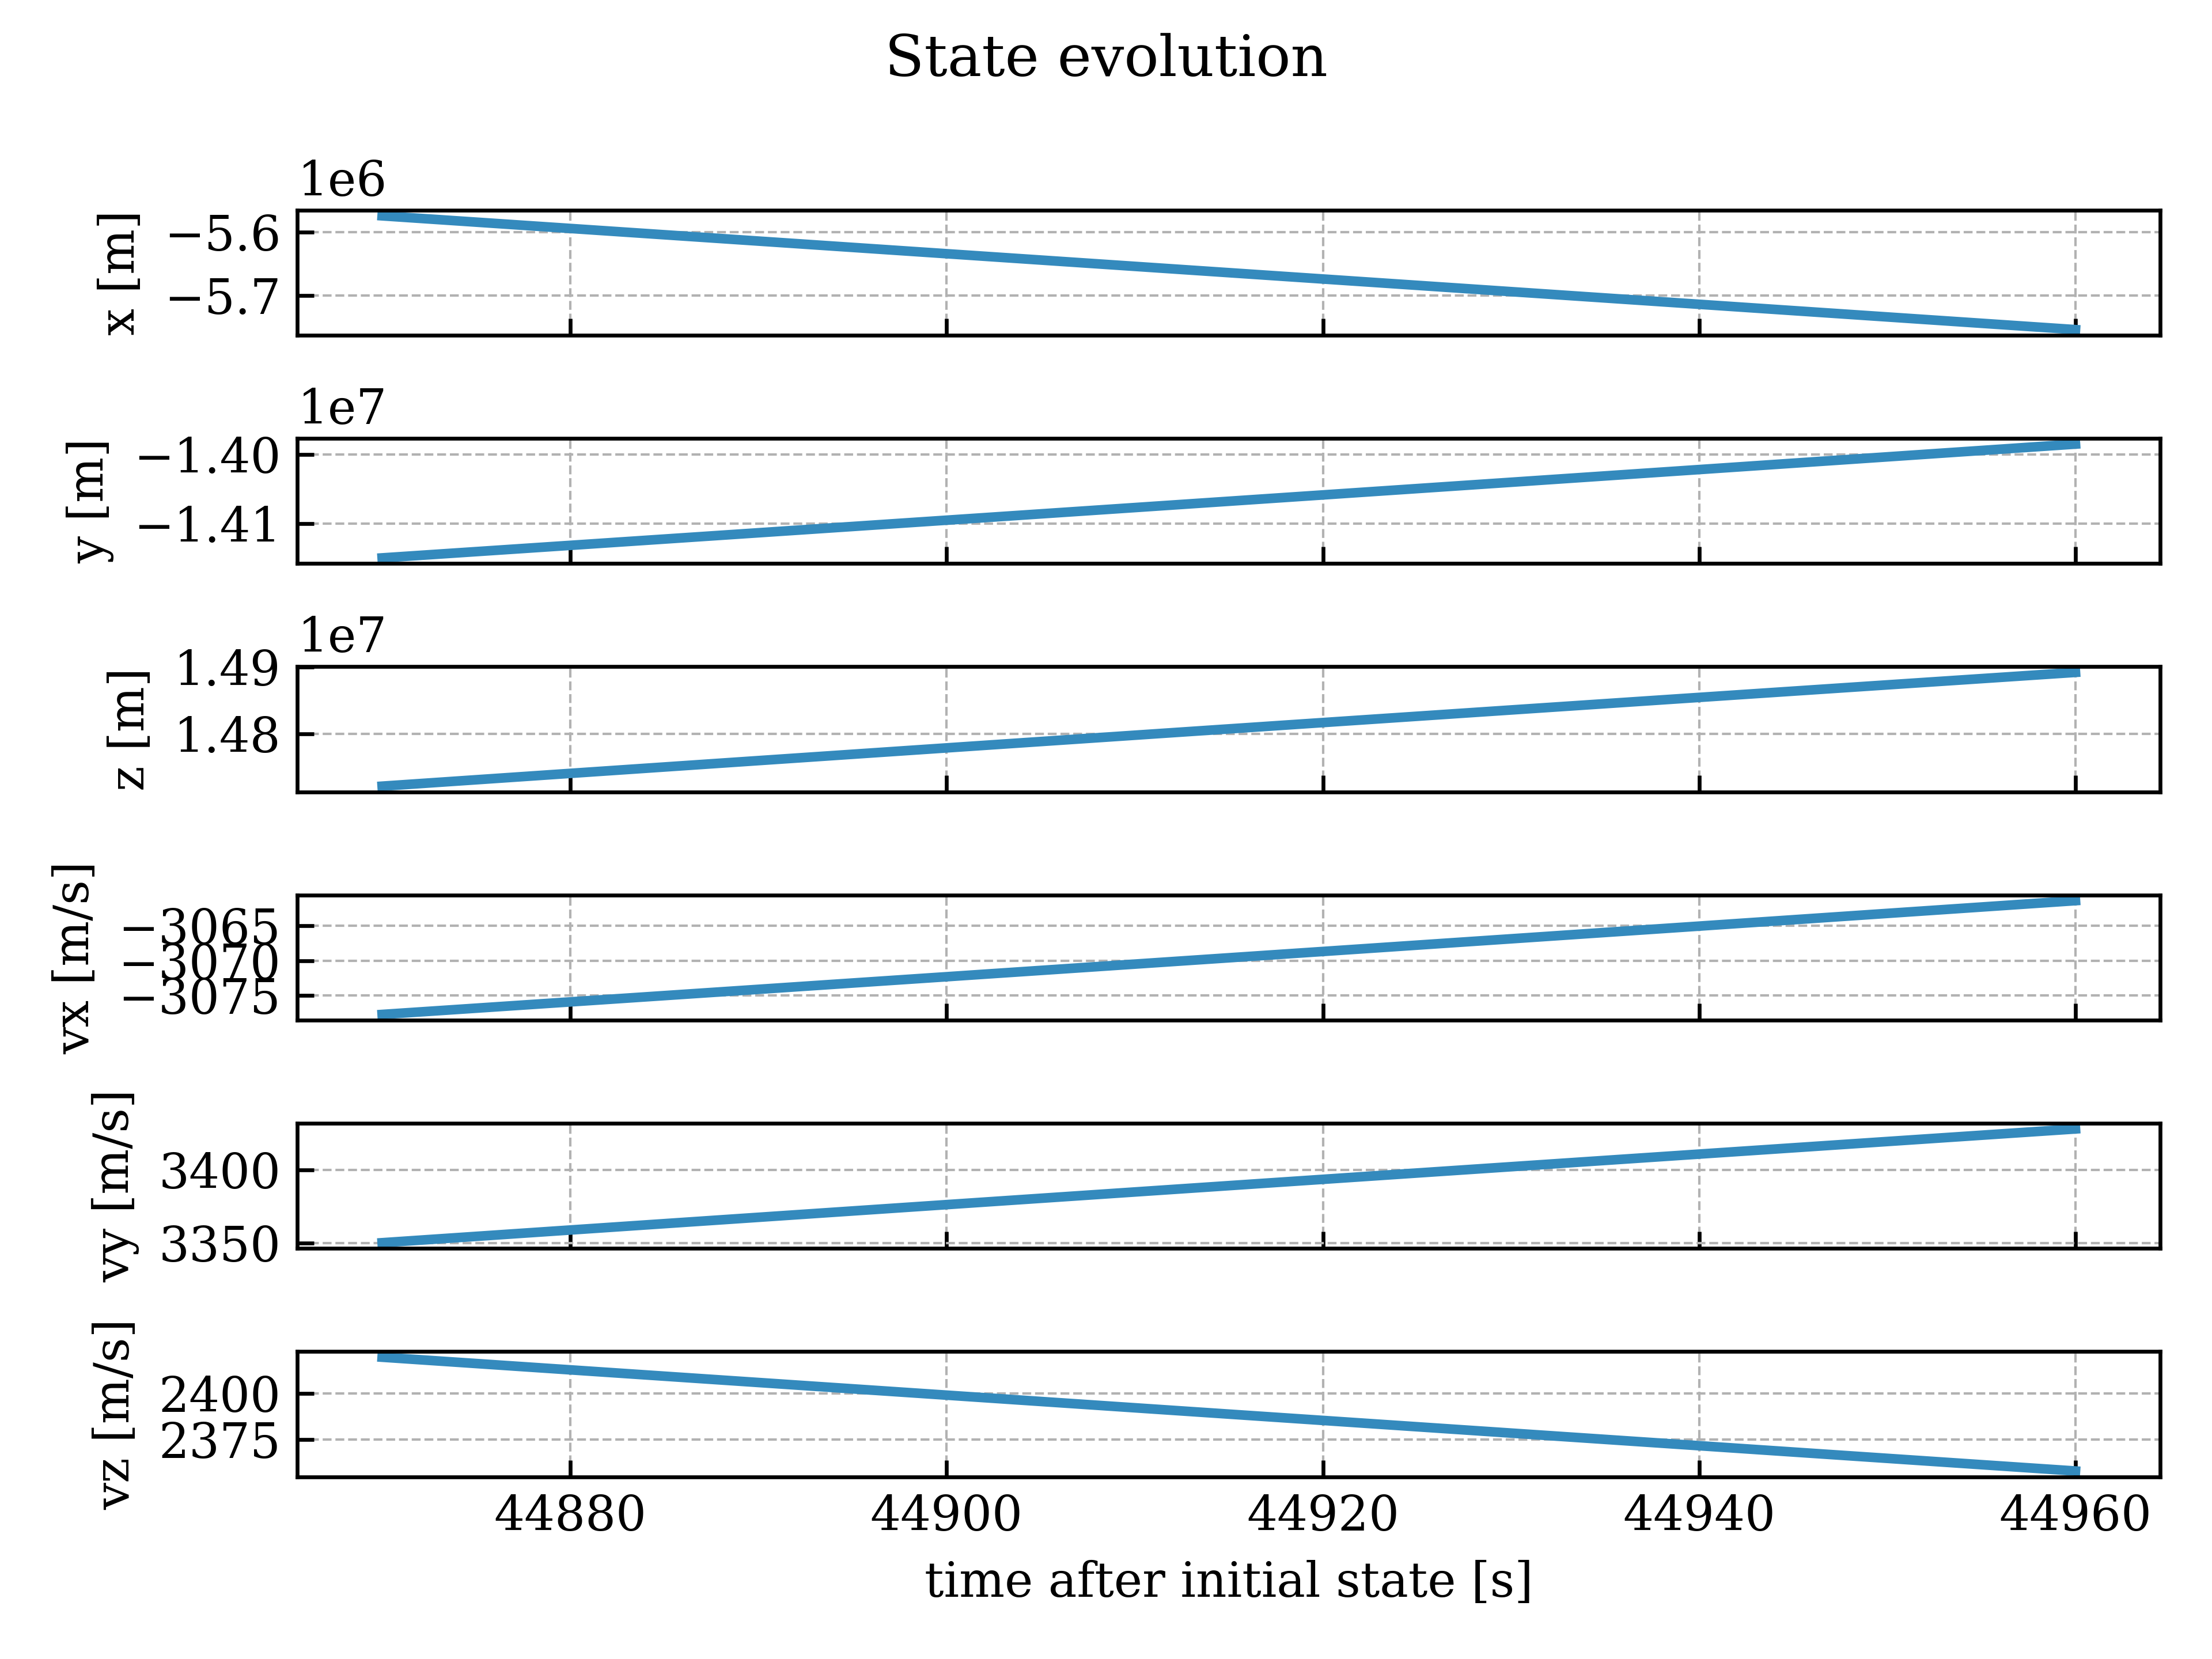 State evolution
1e6
x [m]
−5.6
−5.7
1e7
y [m]
−1.40
−1.41
1e7
z [m]
1.49
1.48
vx [m/s]
−3065
−3070
−3075
vy [m/s]
3400
3350
vz [m/s]
2400
2375
44880 44900 44920 44940 44960
time after initial state [s]